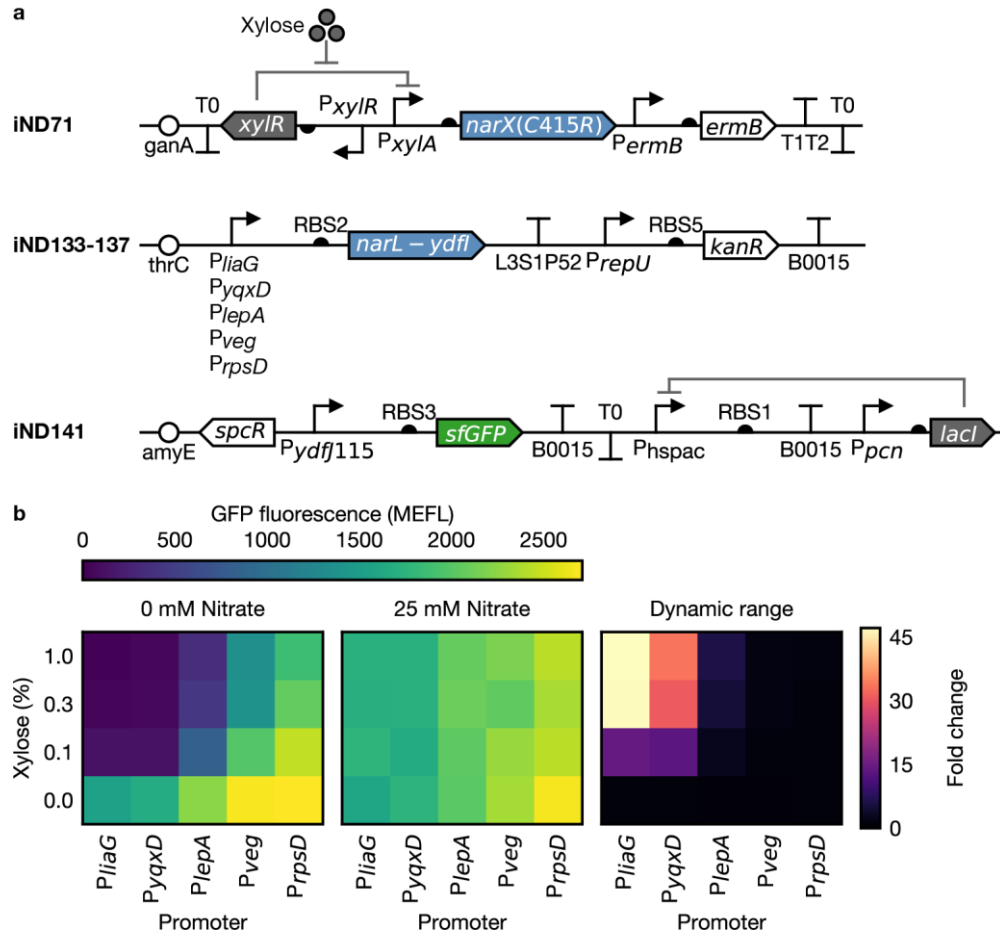 a
Xylose
iND71
ganA
T0
xylR
PxylR
PxylA
narX(C415R)
PermB
ermB
T1T2
T0
iND133-137
thrC
PliaG
PyqxD
PlepA
Pveg
PrpsD
RBS2
narL – ydfI
L3S1P52
PrepU
RBS5
kanR
B0015
iND141
amyE
spcR
PydfJ115
RBS3
sfGFP
B0015
T0
Phspac
RBS1
B0015
Ppcn
lacI
b
GFP fluorescence (MEFL)
0 500 1000 1500 2000 2500
0 mM Nitrate
25 mM Nitrate
Dynamic range
Xylose (%)
1.0
0.3
0.1
0.0
PliaG PyqxD PlepA Pveg PrpsD
Promoter
PliaG PyqxD PlepA Pveg PrpsD
Promoter
PliaG PyqxD PlepA Pveg PrpsD
Promoter
45
30
15
0
Fold change